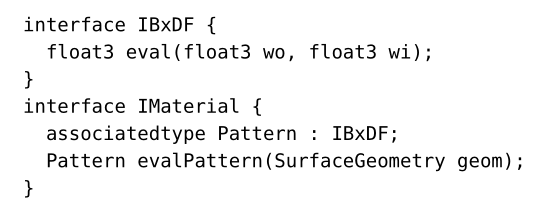 interface IBxDF {
  float3 eval(float3 wo, float3 wi);
}
interface IMaterial {
  associatedtype Pattern : IBxDF;
  Pattern evalPattern(SurfaceGeometry geom);
}